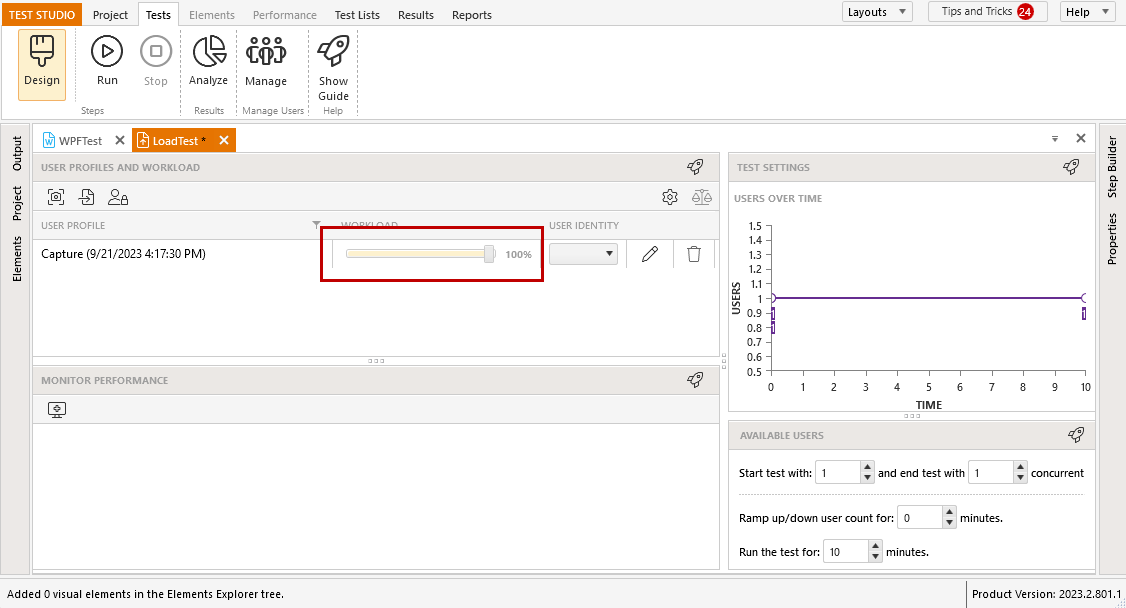 TEST STUDIO Project Tests Elements Performance Test Lists Results Reports Layouts Tips and Tricks 24 Help
Design Run Stop Analyze Manage Show
Guide
Steps Results Manage Users Help
Output
Project
Elements
WPFTest LoadTest *
USER PROFILES AND WORKLOAD
USER PROFILE WORKLOAD USER IDENTITY
Capture (9/21/2023 4:17:30 PM) 100%
MONITOR PERFORMANCE
TEST SETTINGS
USERS OVER TIME
USERS
1.5
1.4
1.3
1.2
1.1
1
0.9
0.8
0.7
0.6
0.5
1
1
1
0 1 2 3 4 5 6 7 8 9 10
TIME
AVAILABLE USERS
Start test with: 1 and end test with 1 concurrent
Ramp up/down user count for: 0 minutes.
Run the test for: 10 minutes.
Step Builder
Properties
Added 0 visual elements in the Elements Explorer tree. Product Version: 2023.2.801.1